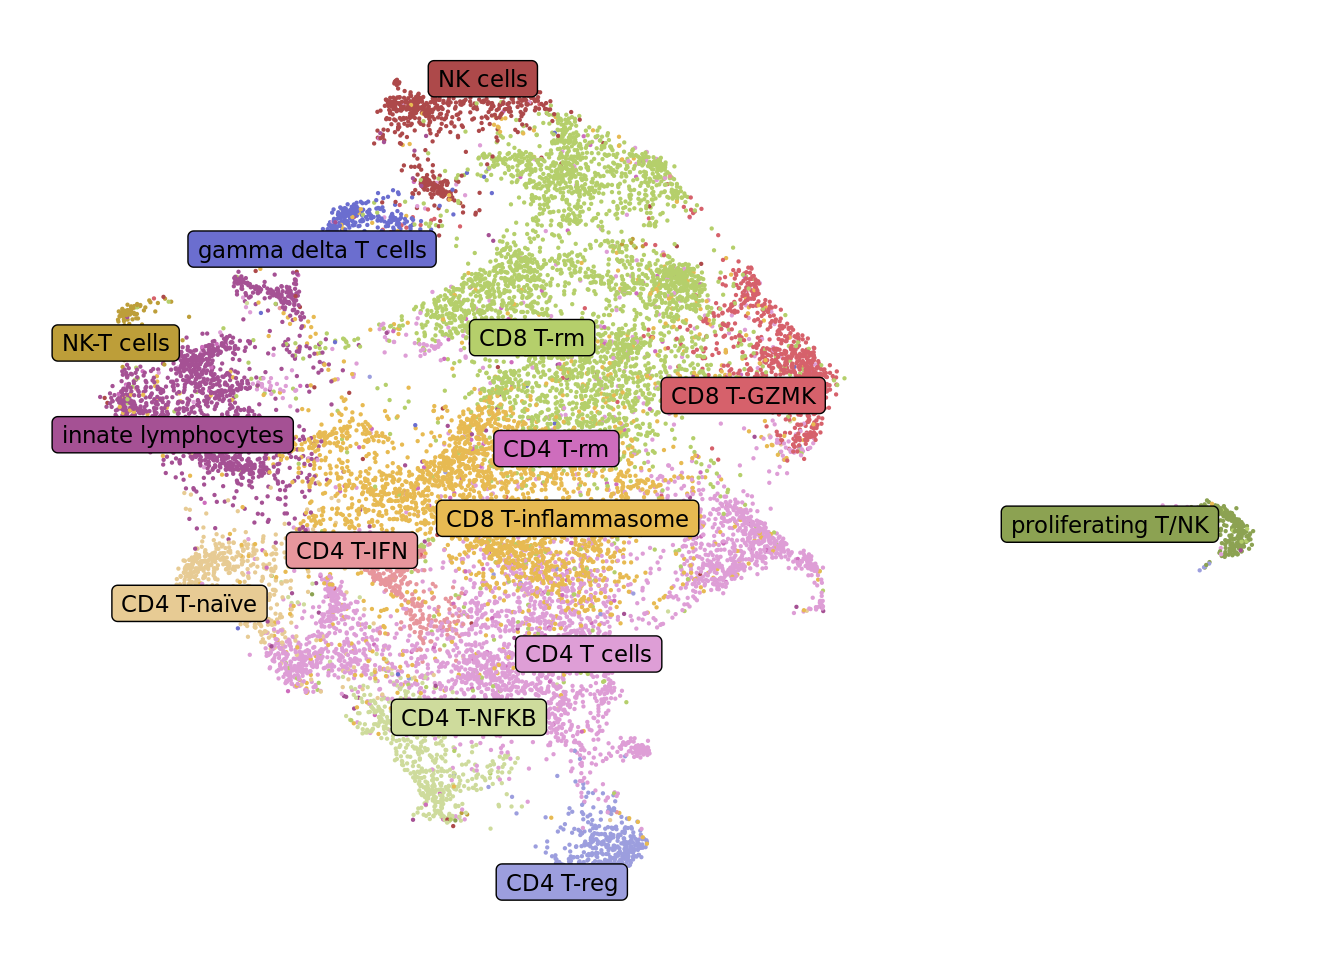 NK cells
gamma delta T cells
NK-T cells
CD8 T-rm
CD8 T-GZMK
innate lymphocytes
CD4 T-rm
CD8 T-inflammasome
proliferating T/NK
CD4 T-IFN
CD4 T-naïve
CD4 T cells
CD4 T-NFKB
CD4 T-reg